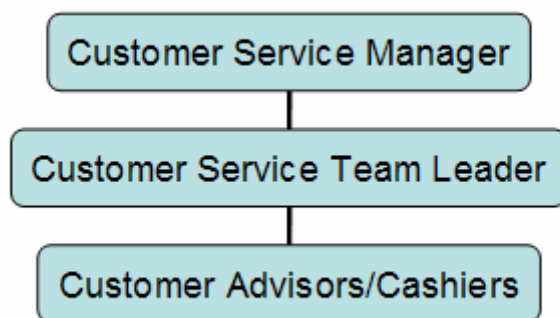 Customer Service Manager
Customer Service Team Leader
Customer Advisors/Cashiers